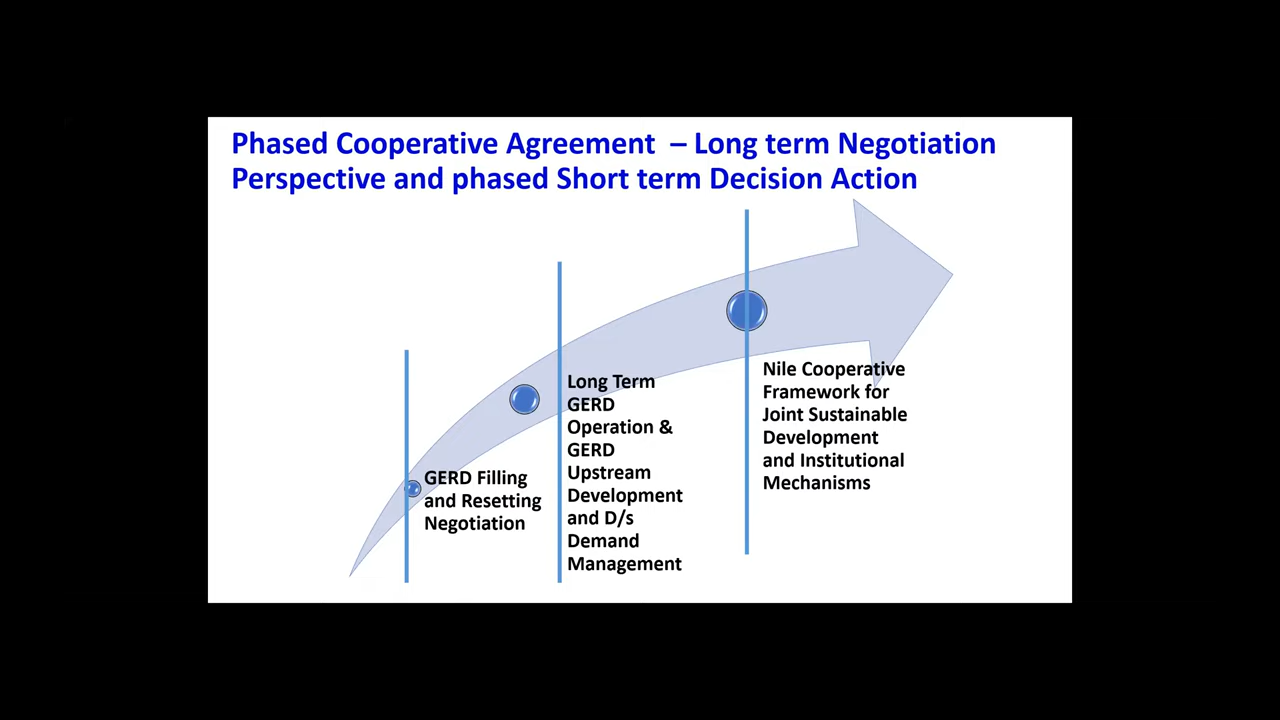 Phased Cooperative Agreement – Long term Negotiation
Perspective and phased Short term Decision Action
GERD Filling
and Resetting
Negotiation
Long Term
GERD
Operation &
GERD
Upstream
Development
and D/s
Demand
Management
Nile Cooperative
Framework for
Joint Sustainable
Development
and Institutional
Mechanisms